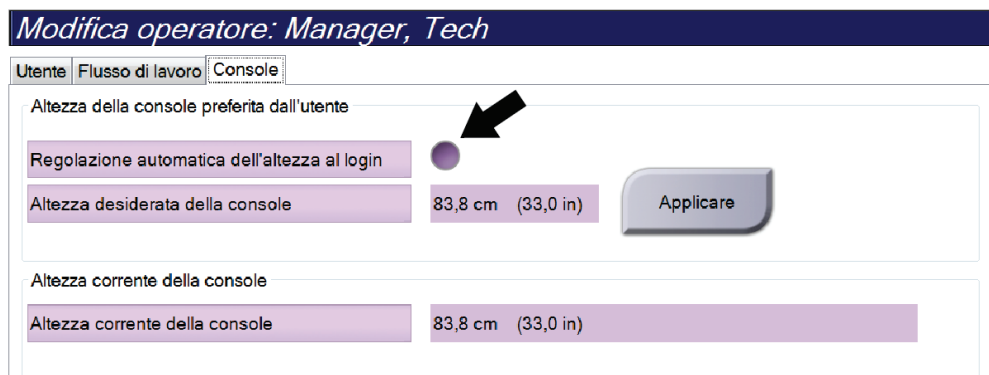 Modifica operatore: Manager, Tech
Utente Flusso di lavoro Console
Altezza della console preferita dall'utente
Regolazione automatica dell'altezza al login
Altezza desiderata della console 83,8 cm (33,0 in) Applicare
Altezza corrente della console
Altezza corrente della console 83,8 cm (33,0 in)